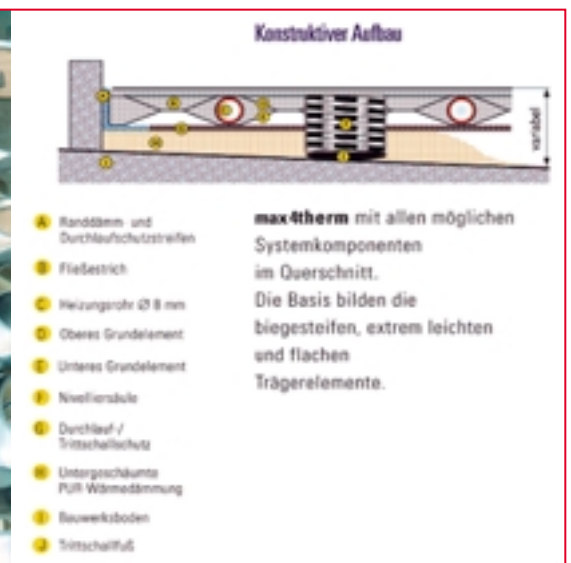 Konstruktiver Aufbau
variabel
A Randdämm- und
Durchlaufschutzstreifen
B Fließestrich
C Heizungsrohr Ø 8 mm
D Oberes Grundelement
E Unteres Grundelement
F Nivelliersäule
G Durchlauf-/
Trittschallschutz
H Untergeschäumte
PUR-Wärmedämmung
I Bauwerksboden
J Trittschallfuß
max4therm mit allen möglichen
Systemkomponenten
im Querschnitt.
Die Basis bilden die
biegesteifen, extrem leichten
und flachen
Trägerelemente.